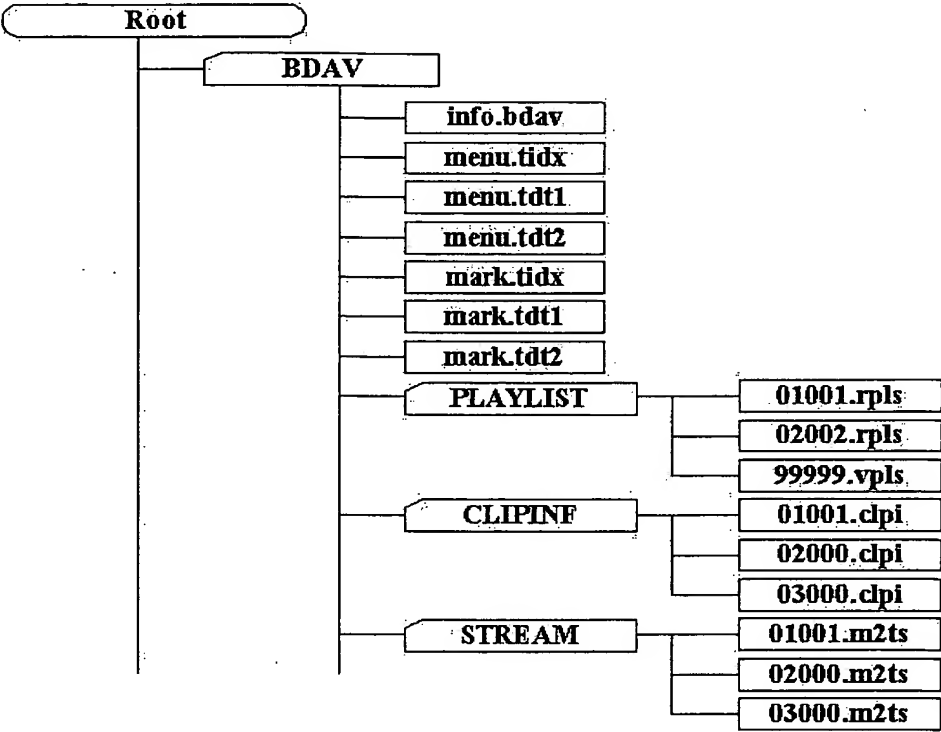 Root
BDAV
info.bdav
menu.tidx
menu.tdt1
menu.tdt2
mark.tidx
mark.tdt1
mark.tdt2
PLAYLIST
01001.rpls
02002.rpls
99999.vpls
CLIPINF
01001.clpi
02000.clpi
03000.clpi
STREAM
01001.m2ts
02000.m2ts
03000.m2ts